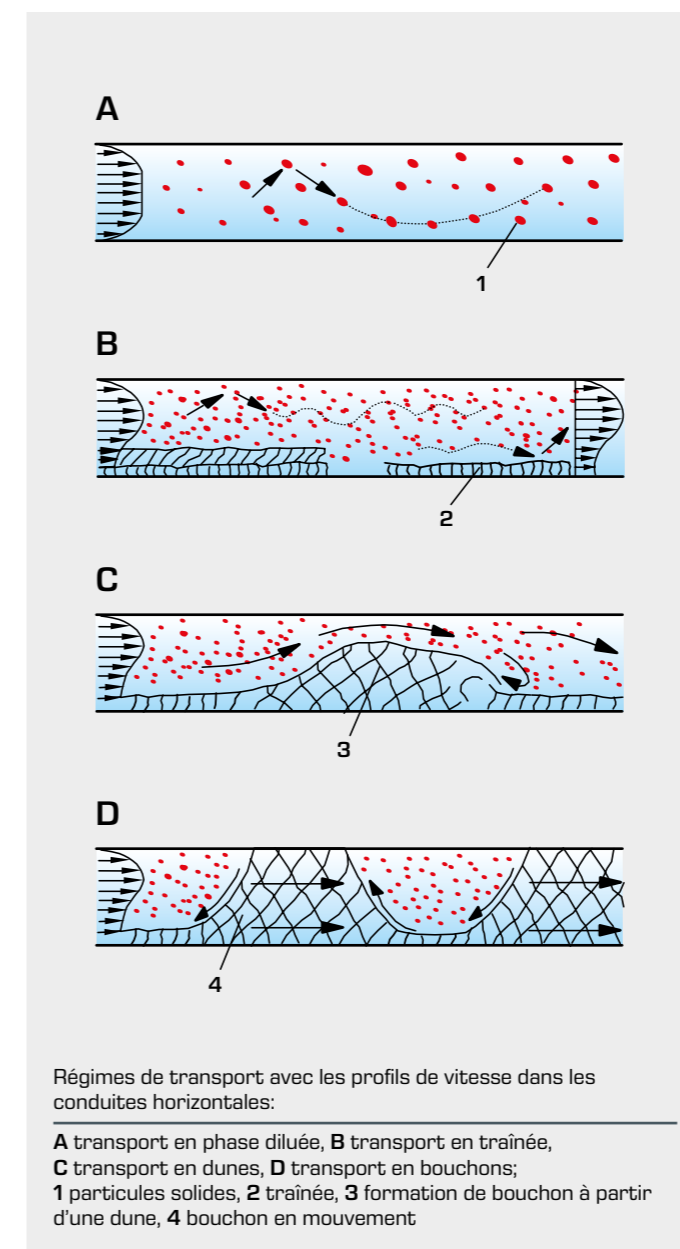 A
1
B
2
C
3
D
4
Régimes de transport avec les profils de vitesse dans les
conduites horizontales:
A transport en phase diluée, B transport en traînée,
C transport en dunes, D transport en bouchons;
1 particules solides, 2 traînée, 3 formation de bouchon à partir
d'une dune, 4 bouchon en mouvement